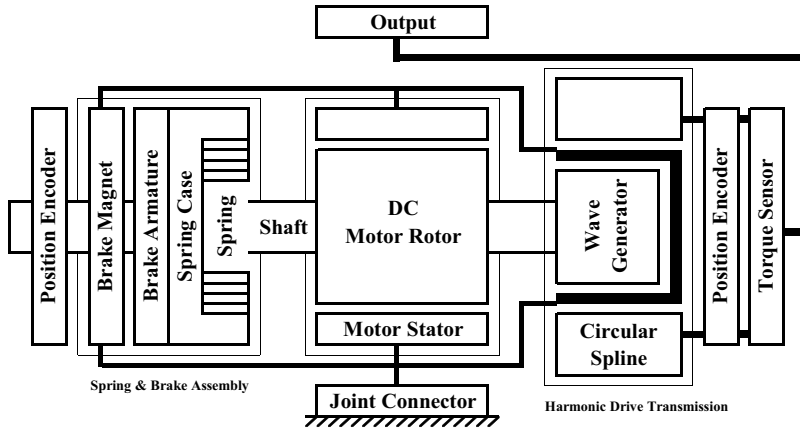 Output
Position Encoder
Brake Magnet
Brake Armature
Spring Case
Spring
Shaft
DC
Motor Rotor
Wave
Generator
Position Encoder
Torque Sensor
Motor Stator
Circular
Spline
Spring & Brake Assembly
Joint Connector
Harmonic Drive Transmission